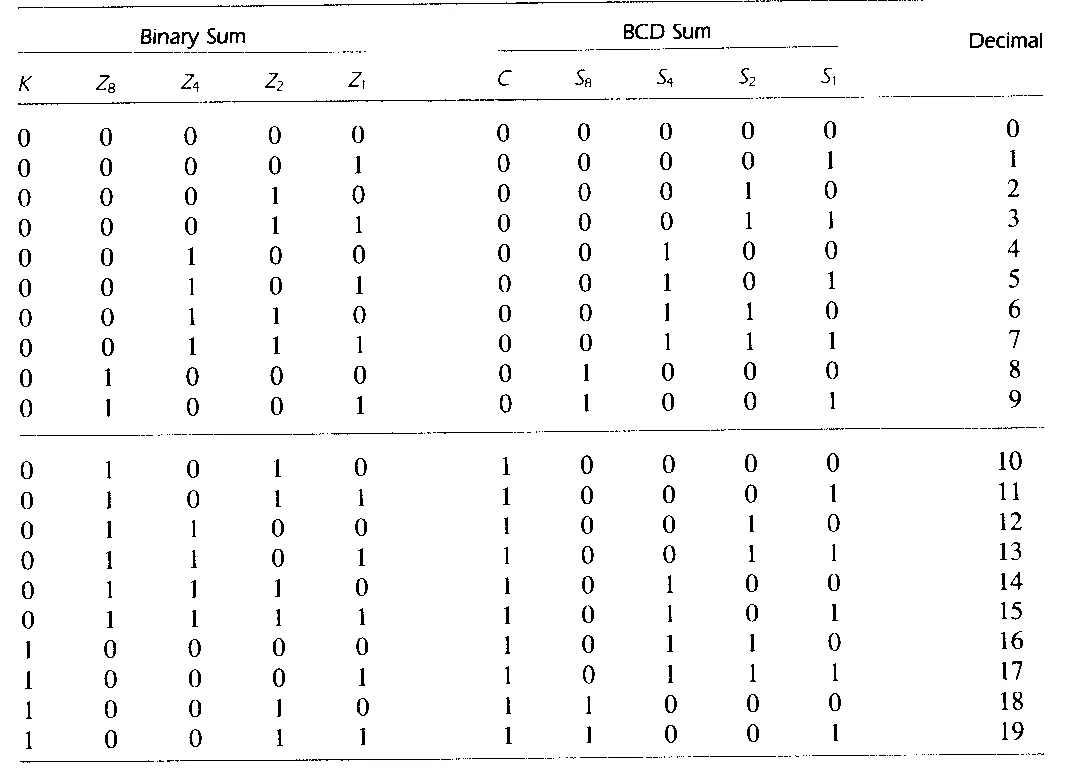 Binary Sum BCD Sum Decimal
K Z8 Z4 Z2 Z1 C S8 S4 S2 S1
0 0 0 0 0 0 0 0 0 0 0
0 0 0 0 1 0 0 0 0 1 1
0 0 0 1 0 0 0 0 1 0 2
0 0 0 1 1 0 0 0 1 1 3
0 0 1 0 0 0 0 1 0 0 4
0 0 1 0 1 0 0 1 0 1 5
0 0 1 1 0 0 0 1 1 0 6
0 0 1 1 1 0 0 1 1 1 7
0 1 0 0 0 0 1 0 0 0 8
0 1 0 0 1 0 1 0 0 1 9
0 1 0 1 0 1 0 0 0 0 10
0 1 0 1 1 1 0 0 0 1 11
0 1 1 0 0 1 0 0 1 0 12
0 1 1 0 1 1 0 0 1 1 13
0 1 1 1 0 1 0 1 0 0 14
0 1 1 1 1 1 0 1 0 1 15
1 0 0 0 0 1 0 1 1 0 16
1 0 0 0 1 1 0 1 1 1 17
1 0 0 1 0 1 1 0 0 0 18
1 0 0 1 1 1 1 0 0 1 19